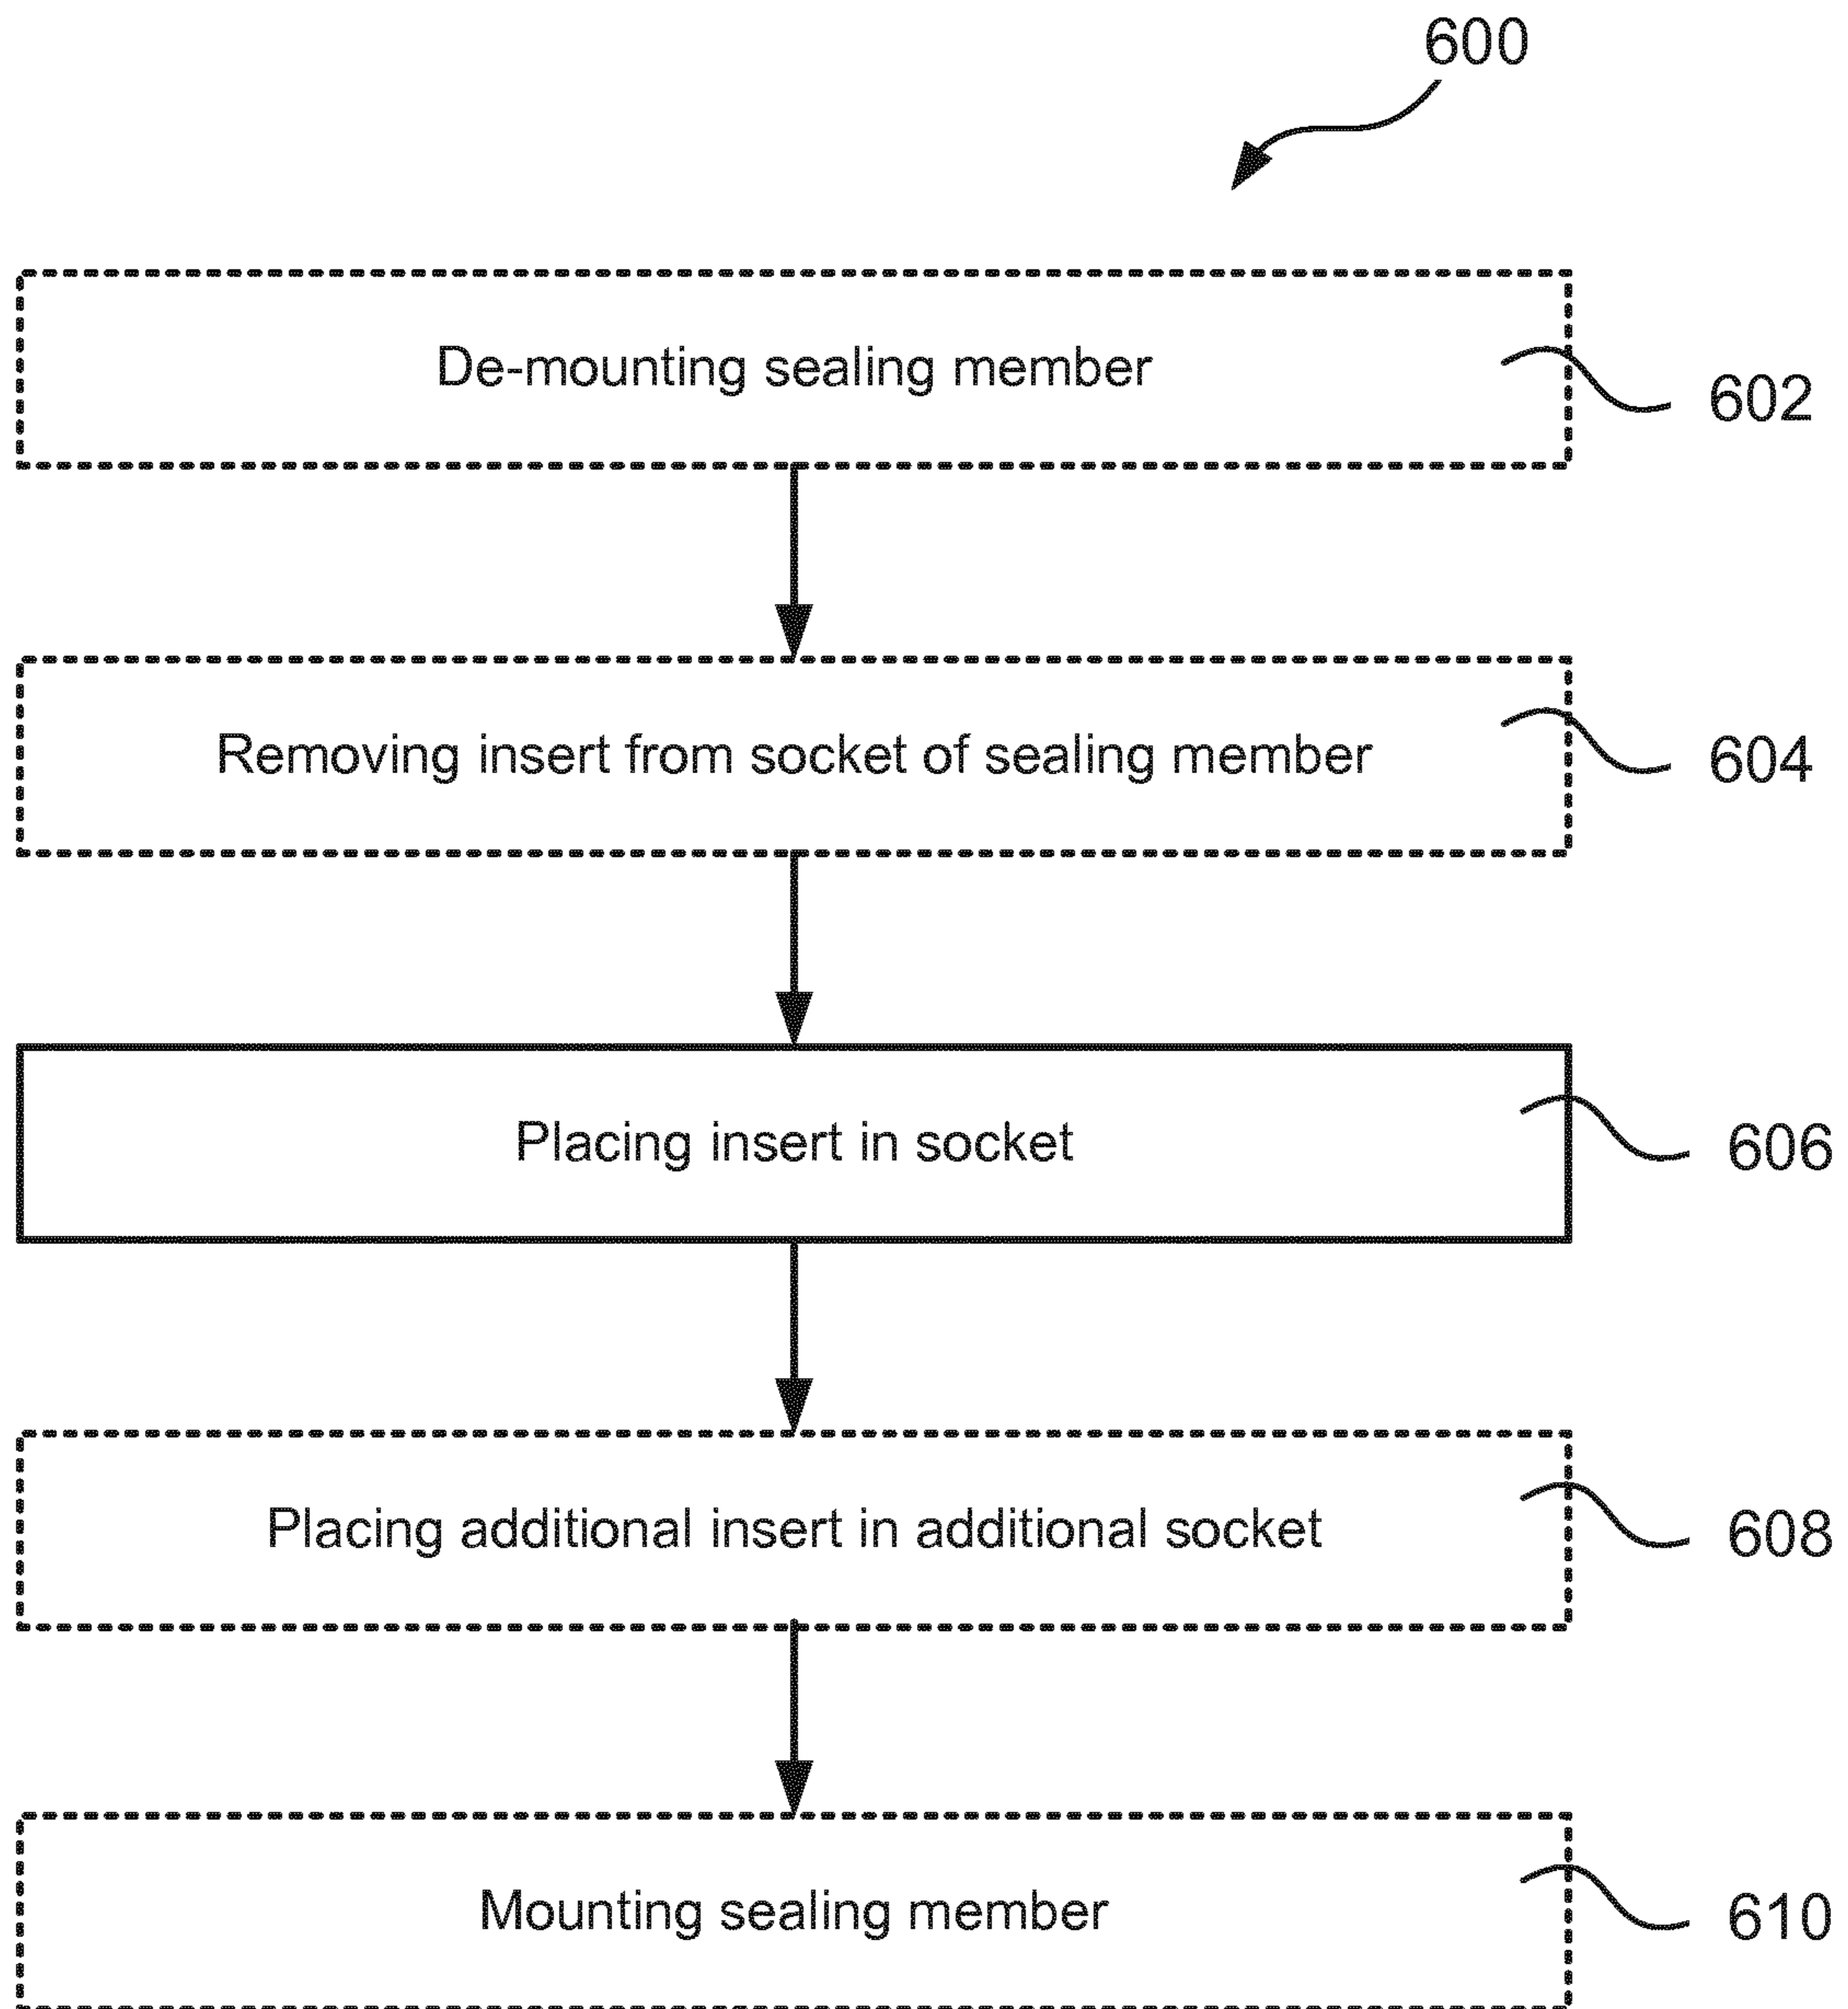 600
De-mounting sealing member
602
Removing insert from socket of sealing member
604
Placing insert in socket
606
Placing additional insert in additional socket
608
Mounting sealing member
610